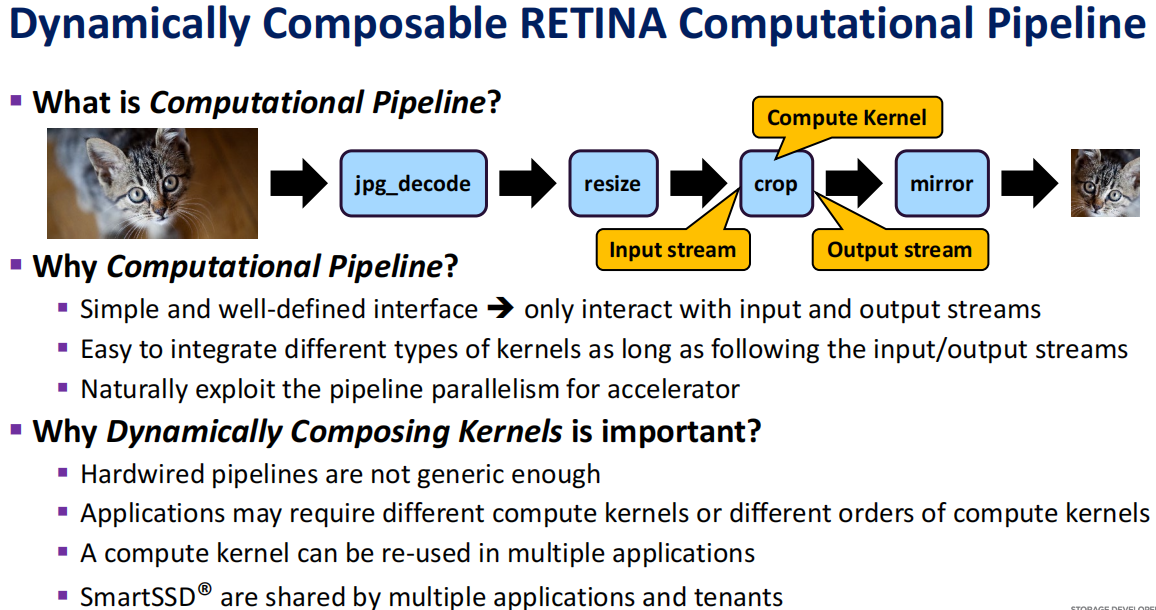 Dynamically Composable RETINA Computational Pipeline
▪ What is Computational Pipeline?
Compute Kernel
jpg_decode
resize
crop
mirror
Input stream
Output stream
▪ Why Computational Pipeline?
▪ Simple and well-defined interface ➔ only interact with input and output streams
▪ Easy to integrate different types of kernels as long as following the input/output streams
▪ Naturally exploit the pipeline parallelism for accelerator
▪ Why Dynamically Composing Kernels is important?
▪ Hardwired pipelines are not generic enough
▪ Applications may require different compute kernels or different orders of compute kernels
▪ A compute kernel can be re-used in multiple applications
▪ SmartSSD® are shared by multiple applications and tenants